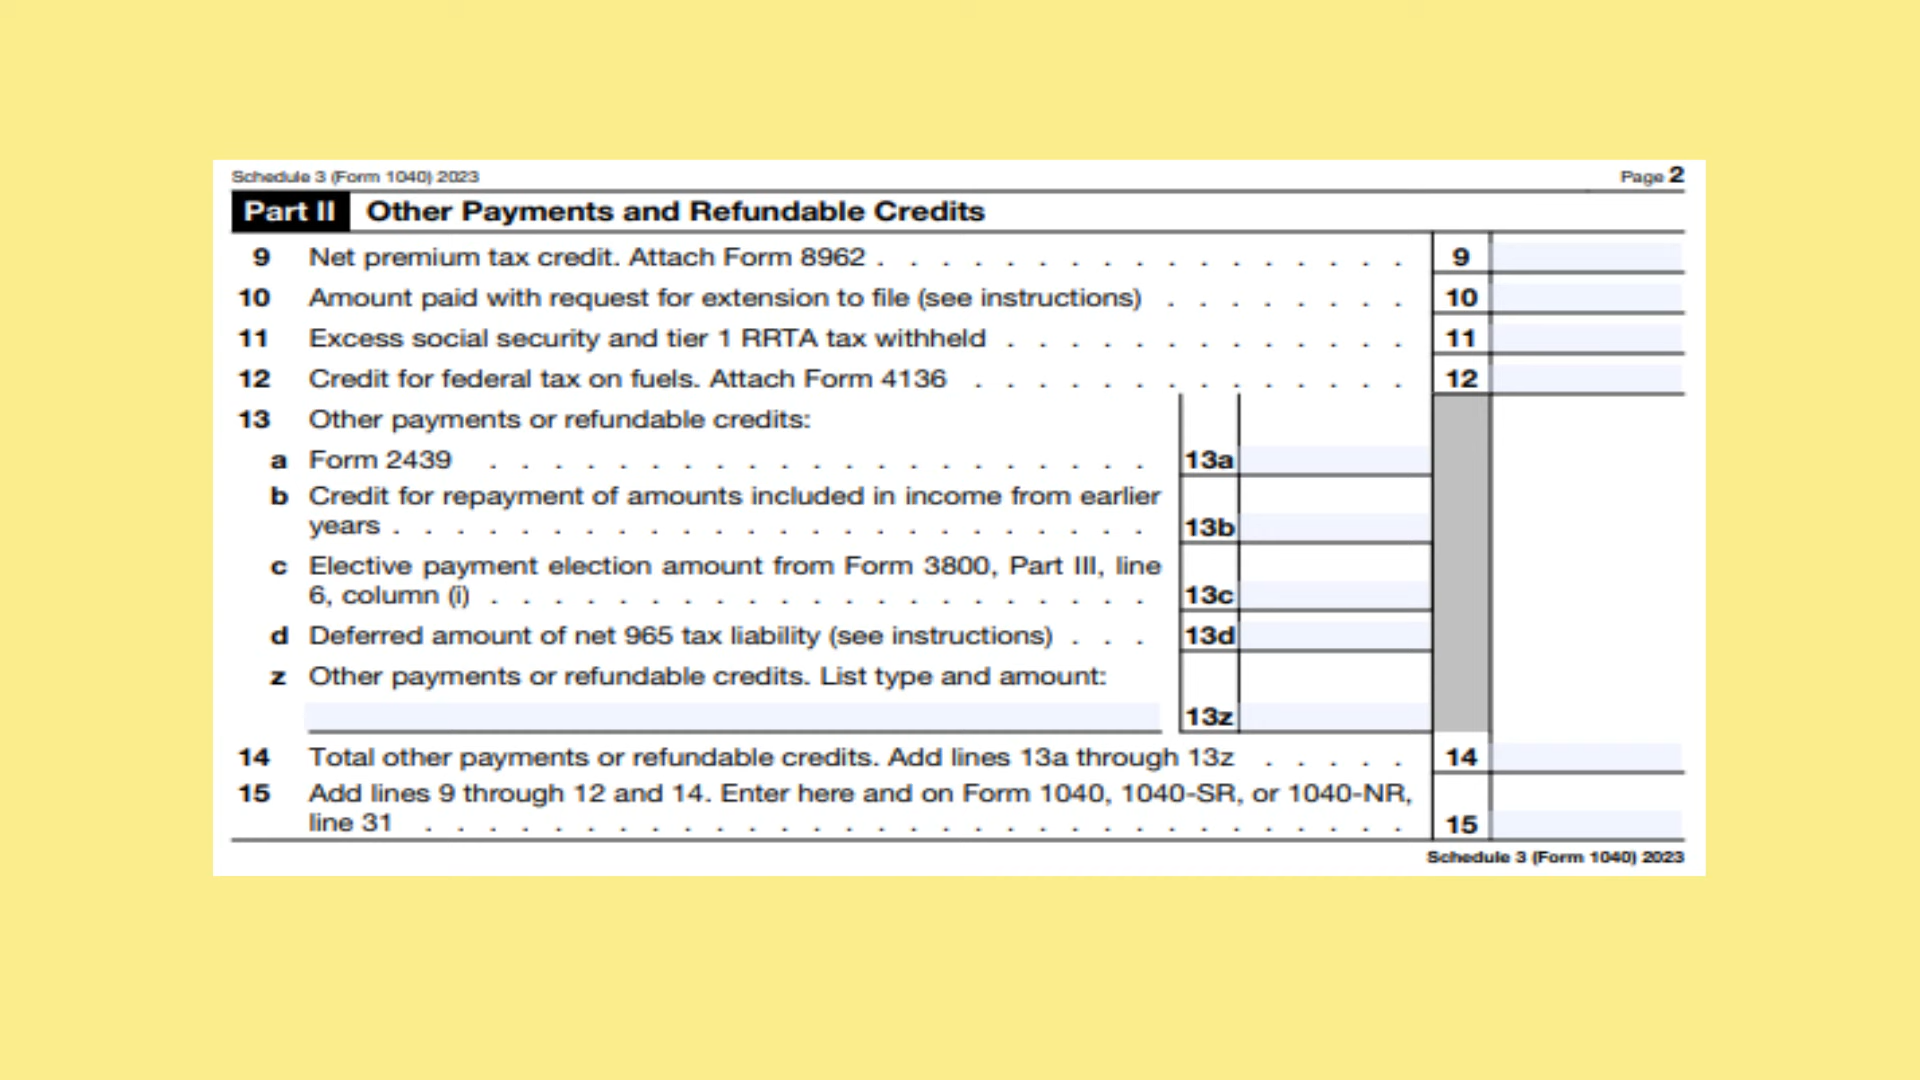 Schedule 3 (Form 1040) 2023 Page 2
Part II Other Payments and Refundable Credits
9 Net premium tax credit. Attach Form 8962 . . . . . . . . . . . . . . . . . 9
10 Amount paid with request for extension to file (see instructions) . . . . . . . . 10
11 Excess social security and tier 1 RRTA tax withheld . . . . . . . . . . . . . 11
12 Credit for federal tax on fuels. Attach Form 4136 . . . . . . . . . . . . . . 12
13 Other payments or refundable credits:
a Form 2439 . . . . . . . . . . . . . . . . . . . . . 13a
b Credit for repayment of amounts included in income from earlier
years . . . . . . . . . . . . . . . . . . . . . . . . 13b
c Elective payment election amount from Form 3800, Part III, line
6, column (i) . . . . . . . . . . . . . . . . . . . . . 13c
d Deferred amount of net 965 tax liability (see instructions) . . . 13d
z Other payments or refundable credits. List type and amount:
13z
14 Total other payments or refundable credits. Add lines 13a through 13z . . . . . 14
15 Add lines 9 through 12 and 14. Enter here and on Form 1040, 1040-SR, or 1040-NR,
line 31 . . . . . . . . . . . . . . . . . . . . . . . . . . . . . . . 15
Schedule 3 (Form 1040) 2023